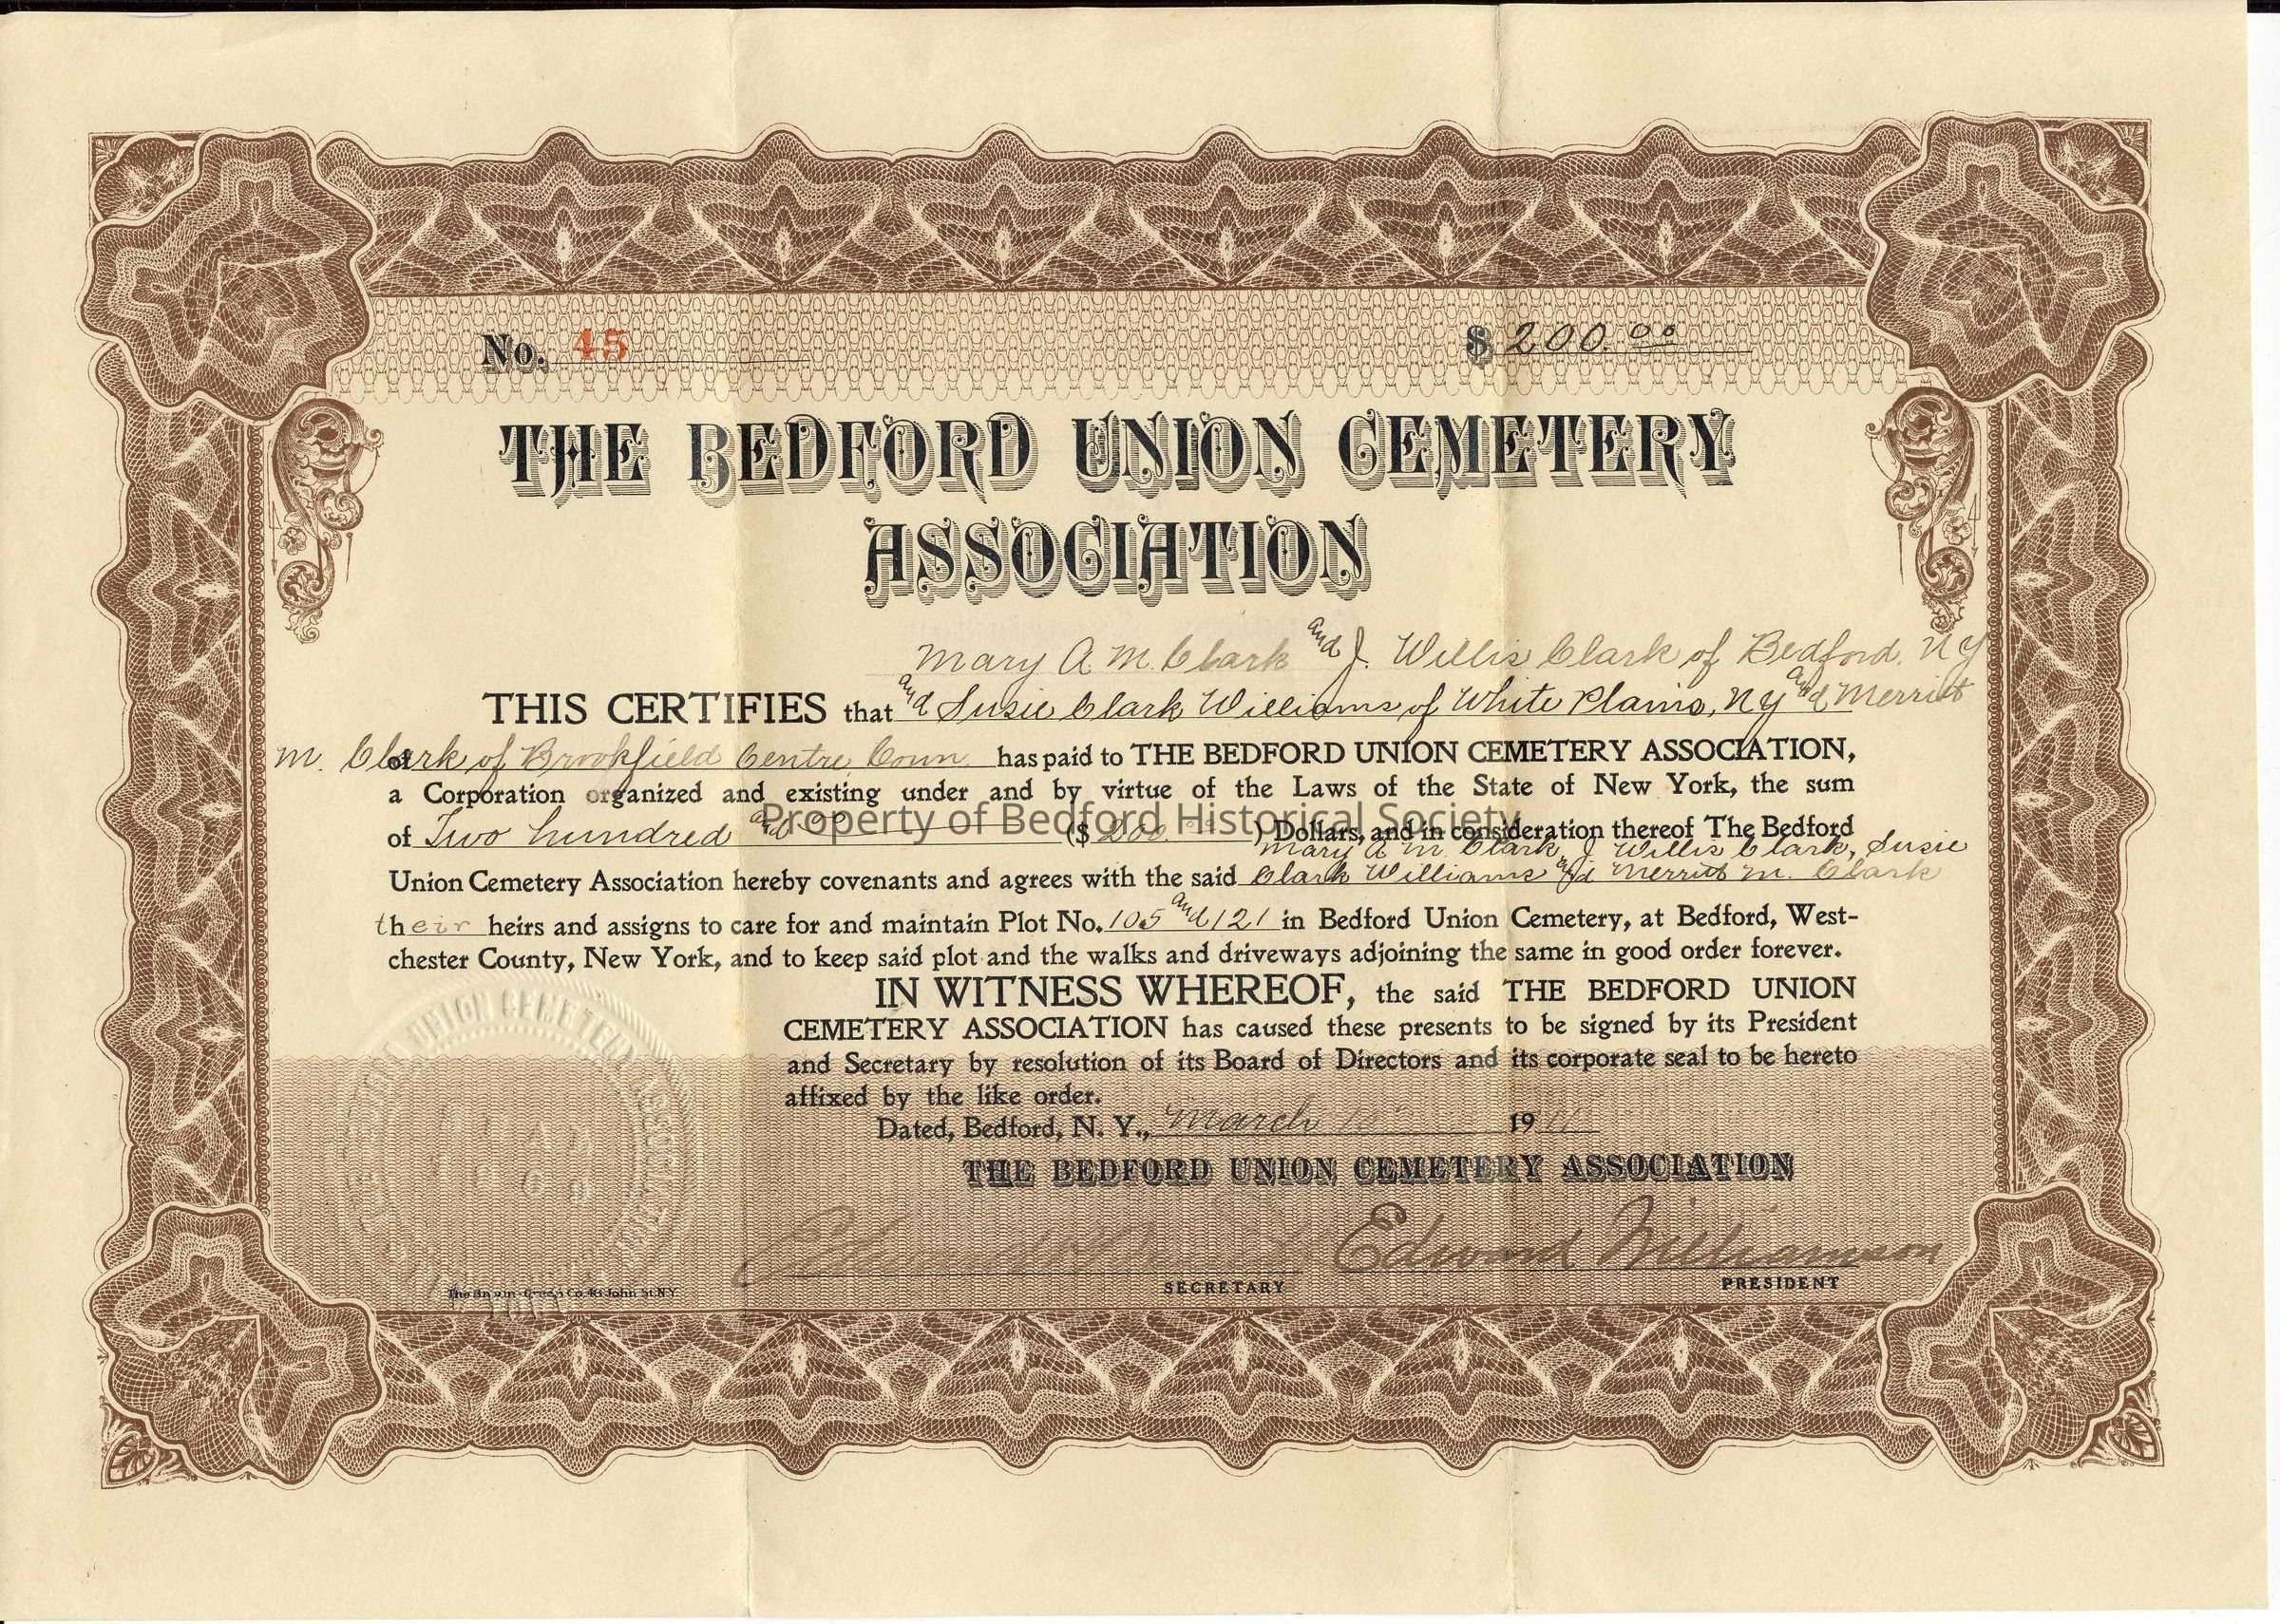 No. 45
$ 200.00
THE BEDFORD UNION CEMETERY
ASSOCIATION
Mary A M. Clark and J. Willis Clark of Bedford. N Y
THIS CERTIFIES that and Susie Clark Williams of White Plains, N Y and Merritt
M. Clark of Brookfield Centre Conn has paid to THE BEDFORD UNION CEMETERY ASSOCIATION,
a Corporation organized and existing under and by virtue of the Laws of the State of New York, the sum
Property of Bedford Historical Society
of Two hundred and 00 ($ 200.00 ) Dollars, and in consideration thereof The Bedford
Mary A M. Clark, J Willis Clark, Susie
Union Cemetery Association hereby covenants and agrees with the said Clark Williams and Merritt M. Clark
their heirs and assigns to care for and maintain Plot No. 105 and 121 in Bedford Union Cemetery, at Bedford, West-
chester County, New York, and to keep said plot and the walks and driveways adjoining the same in good order forever.
IN WITNESS WHEREOF, the said THE BEDFORD UNION
CEMETERY ASSOCIATION has caused these presents to be signed by its President
and Secretary by resolution of its Board of Directors and its corporate seal to be hereto
affixed by the like order.
Dated, Bedford, N. Y., March 19
THE BEDFORD UNION CEMETERY ASSOCIATION
Edward Williamson
SECRETARY
PRESIDENT
UNION CEMETERY
Co. 46 John St. N.Y.